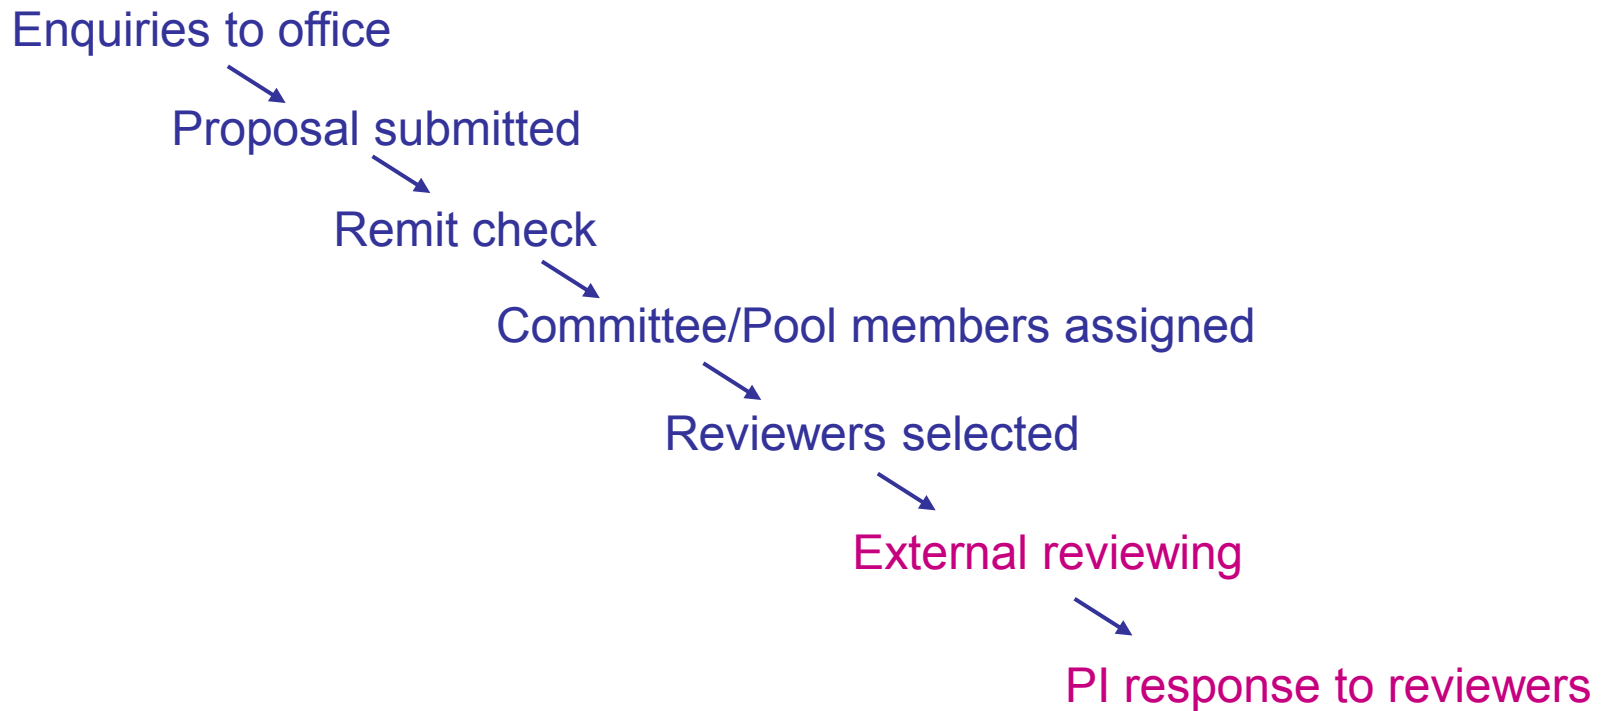 Enquiries to office
Proposal submitted
Remit check
Committee/Pool members assigned
Reviewers selected
External reviewing
PI response to reviewers